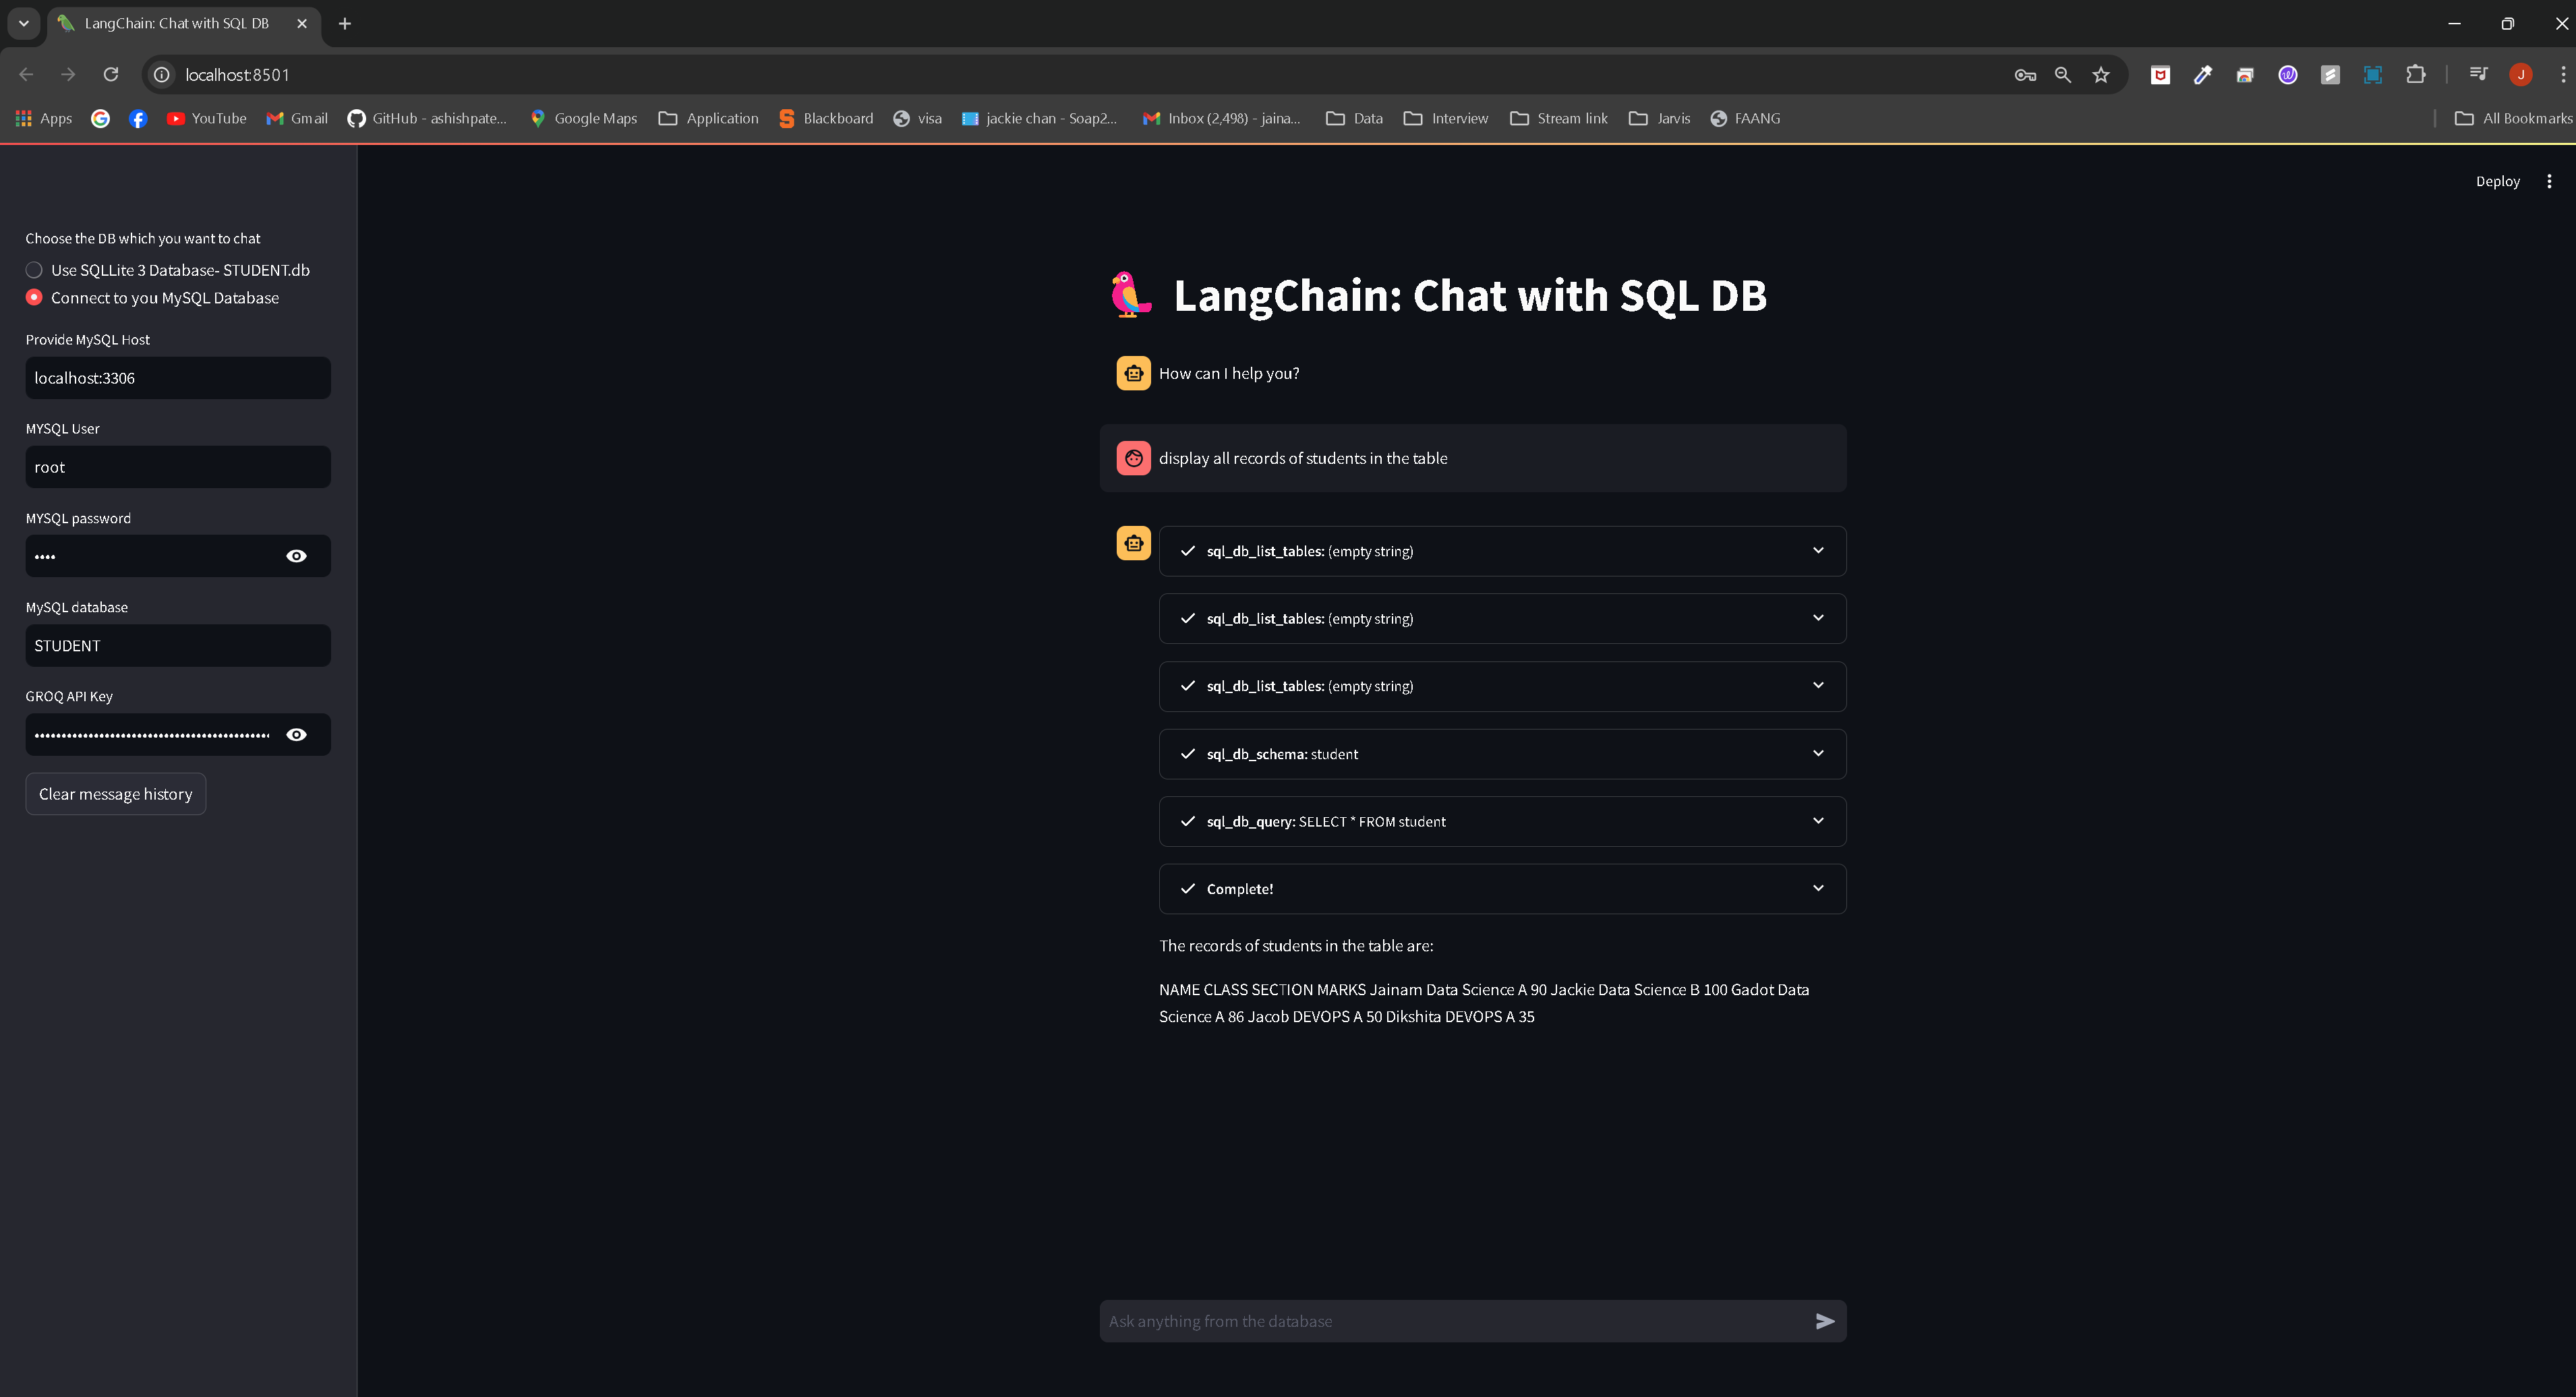 LangChain: Chat with SQL DB
localhost:8501
Apps
YouTube
Gmail
GitHub - ashishpate...
Google Maps
Application
Blackboard
visa
jackie chan - Soap2...
Inbox (2,498) - jaina...
Data
Interview
Stream link
Jarvis
FAANG
All Bookmarks
J
Deploy
Choose the DB which you want to chat
Use SQLLite 3 Database- STUDENT.db
Connect to you MySQL Database
Provide MySQL Host
localhost:3306
MYSQL User
root
MYSQL password
••••
MySQL database
STUDENT
GROQ API Key
Clear message history
LangChain: Chat with SQL DB
How can I help you?
display all records of students in the table
sql_db_list_tables: (empty string)
sql_db_list_tables: (empty string)
sql_db_list_tables: (empty string)
sql_db_schema: student
sql_db_query: SELECT * FROM student
Complete!
The records of students in the table are:
NAME CLASS SECTION MARKS Jainam Data Science A 90 Jackie Data Science B 100 Gadot Data
Science A 86 Jacob DEVOPS A 50 Dikshita DEVOPS A 35
Ask anything from the database